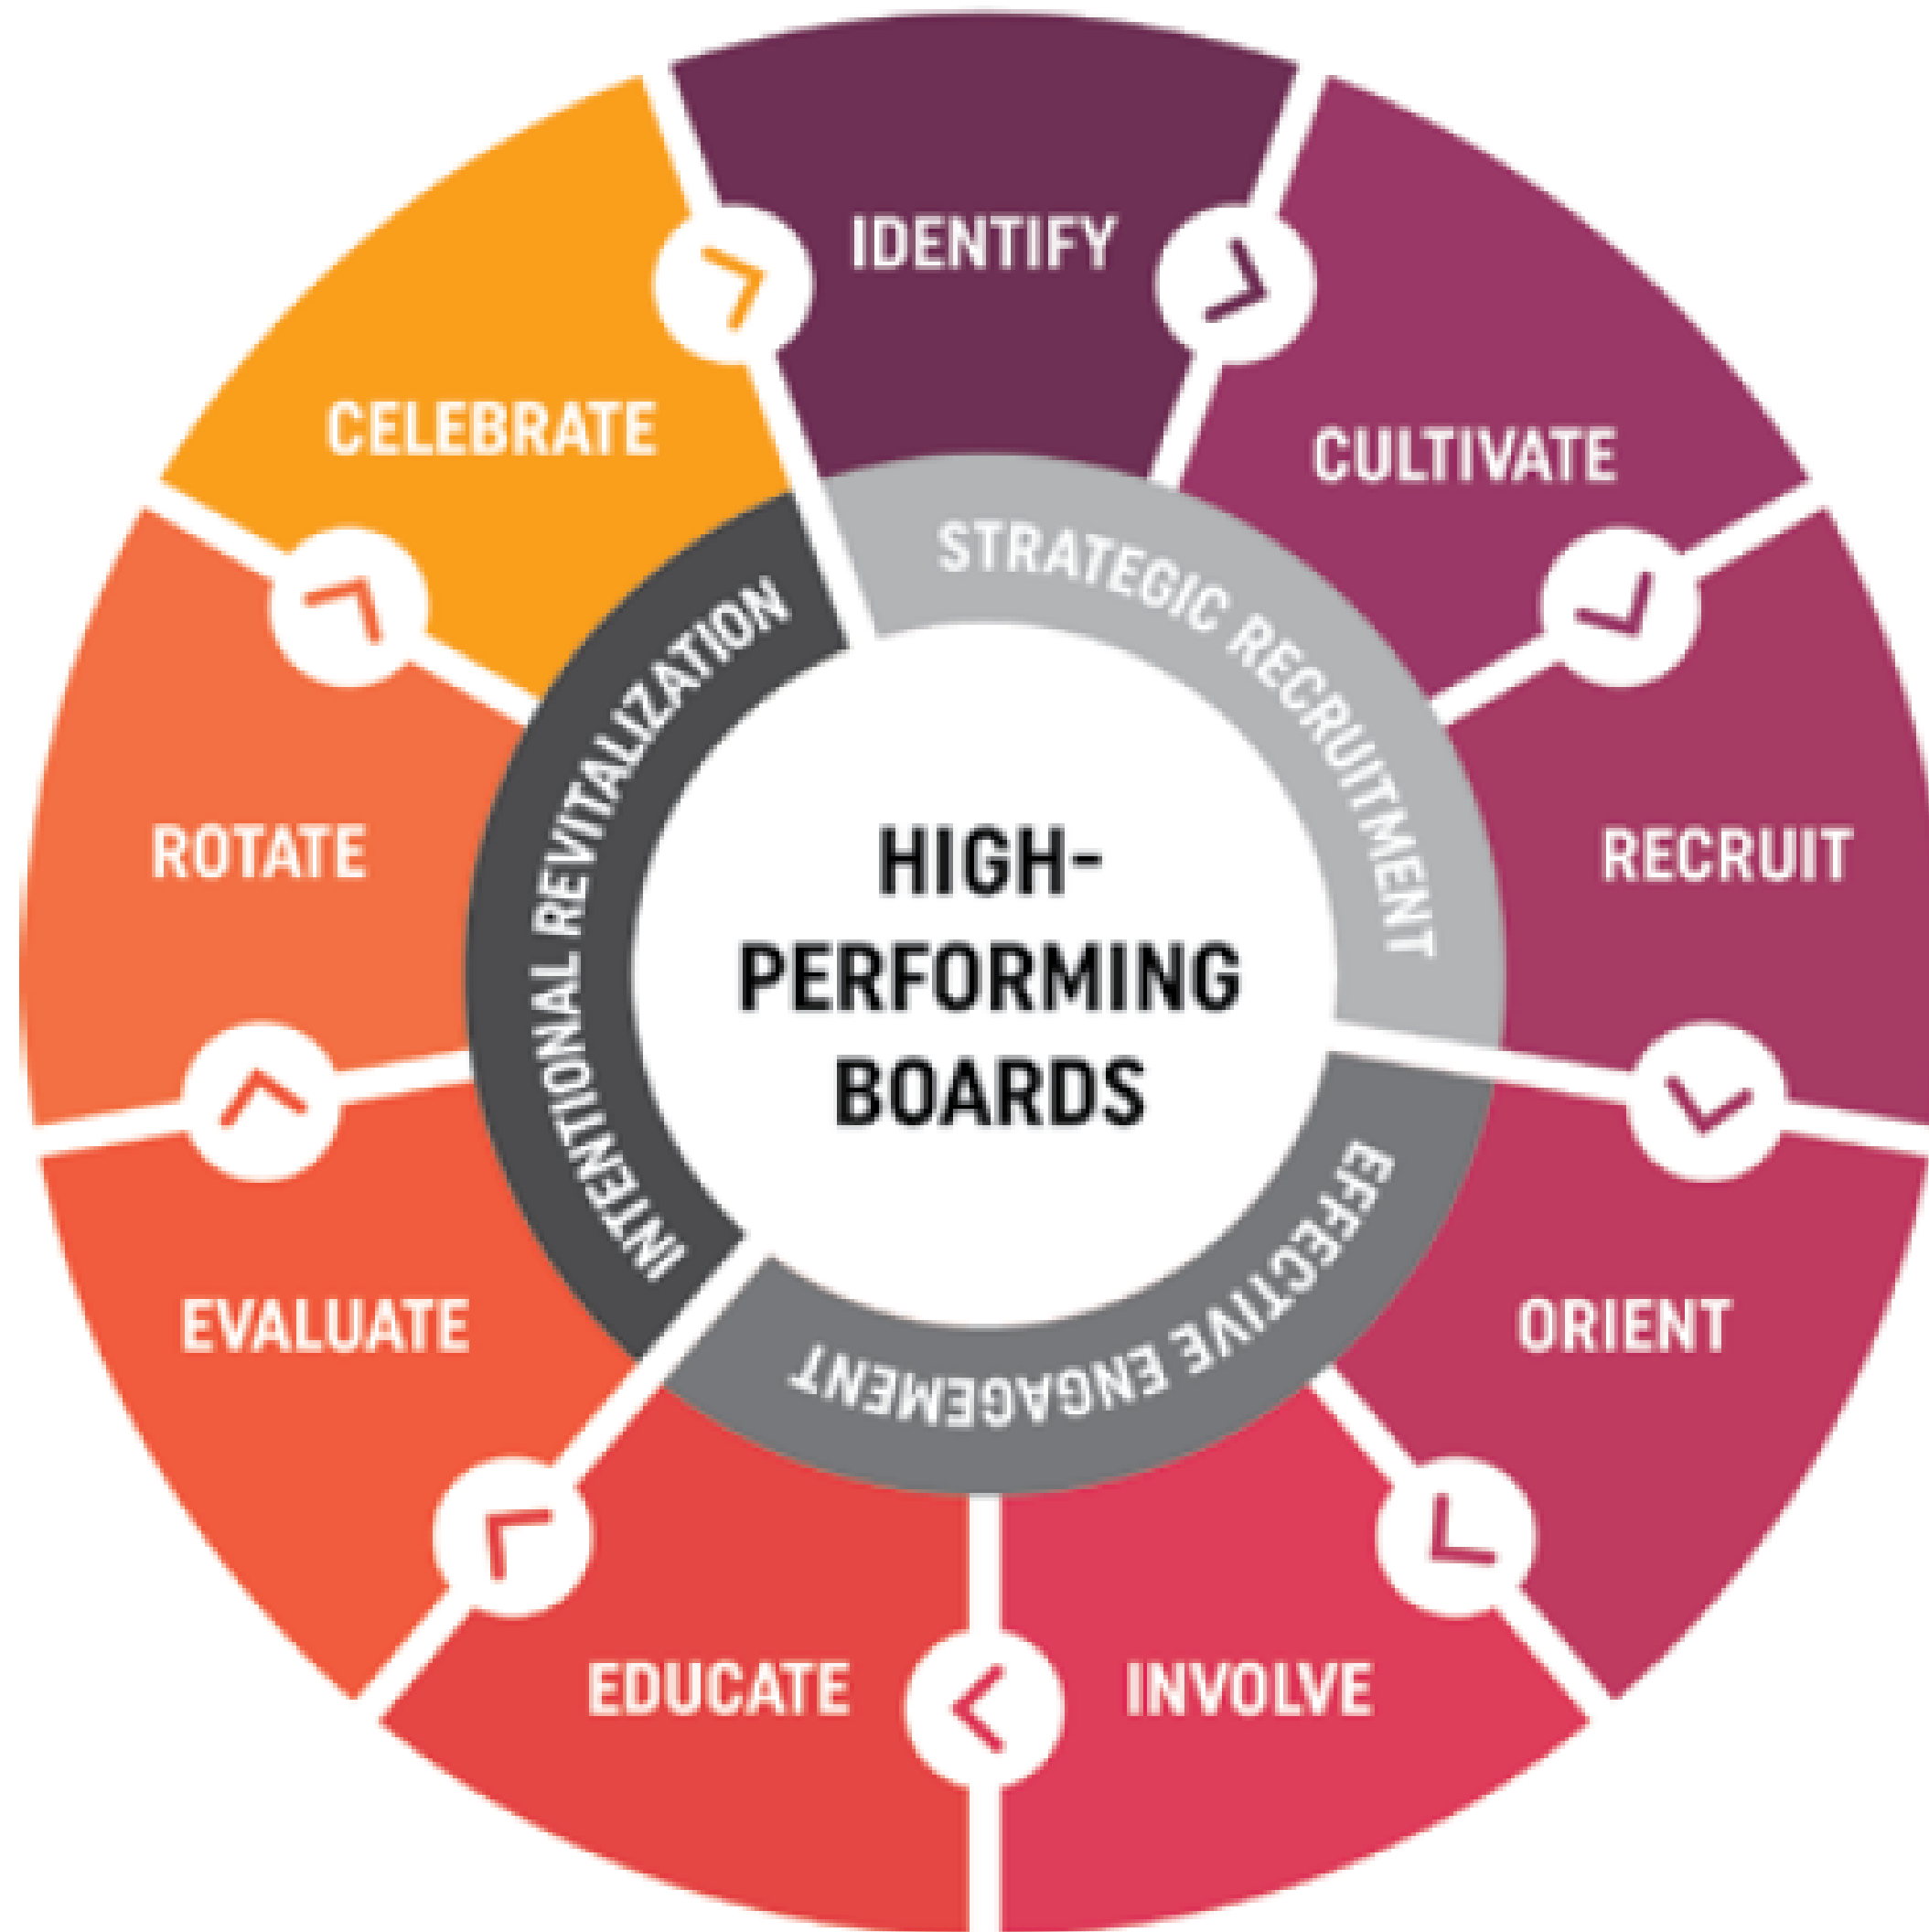 IDENTIFY
CULTIVATE
RECRUIT
ORIENT
INVOLVE
EDUCATE
EVALUATE
ROTATE
CELEBRATE
STRATEGIC RECRUITMENT
EFFECTIVE ENGAGEMENT
INTENTIONAL REVITALIZATION
HIGH-
PERFORMING
BOARDS